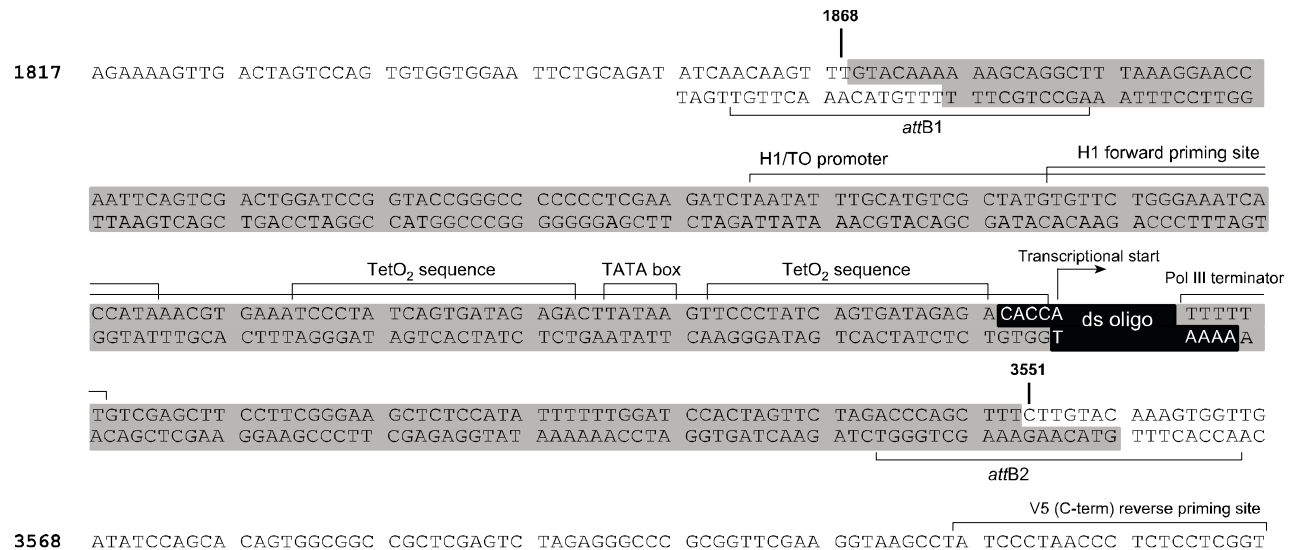 1868
1817 AGAAAAGTTG ACTAGTCCAG TGTGGTGGAA TTCTGCAGAT ATCAACAAGT TTGTACAAAA AAGCAGGCTT TAAAGGAACC
TAGTTGTTCA AACATGTTTT TTCGTCCGAA ATTTCCTTGG
attB1
H1/TO promoter H1 forward priming site
AATTCAGTCG ACTGGATCCG GTACCGGGCC CCCCCTCGAA GATCTAATAT TTGCATGTCG CTATGTGTTC TGGGAAATCA
TTAAGTCAGC TGACCTAGGC CATGGCCCGG GGGGGAGCTT CTAGATTATA AACGTACAGC GATACACAAG ACCCTTTAGT
Transcriptional start
TetO2 sequence TATA box TetO2 sequence Pol III terminator
CCATAAACGT GAAATCCCTA TCAGTGATAG AGACTTATAA GTTCCCTATC AGTGATAGAG ACACCA ds oligo TTTTT
GGTATTTGCA CTTTAGGGAT AGTCACTATC TCTGAATATT CAAGGGATAG TCACTATCTC TGTGGT AAAAA
3551
TGTCGAGCTT CCTTCGGGAA GCTCTCCATA TTTTTTGGAT CCACTAGTTC TAGACCCAGC TTTCTTGTAC AAAGTGGTTG
ACAGCTCGAA GGAAGCCCTT CGAGAGGTAT AAAAAACCTA GGTGATCAAG ATCTGGGTCG AAAGAACATG TTTCACCAAC
attB2
V5 (C-term) reverse priming site
3568 ATATCCAGCA CAGTGGCGGC CGCTCGAGTC TAGAGGGCCC GCGGTTCGAA GGTAAGCCTA TCCCTAACCC TCTCCTCGGT